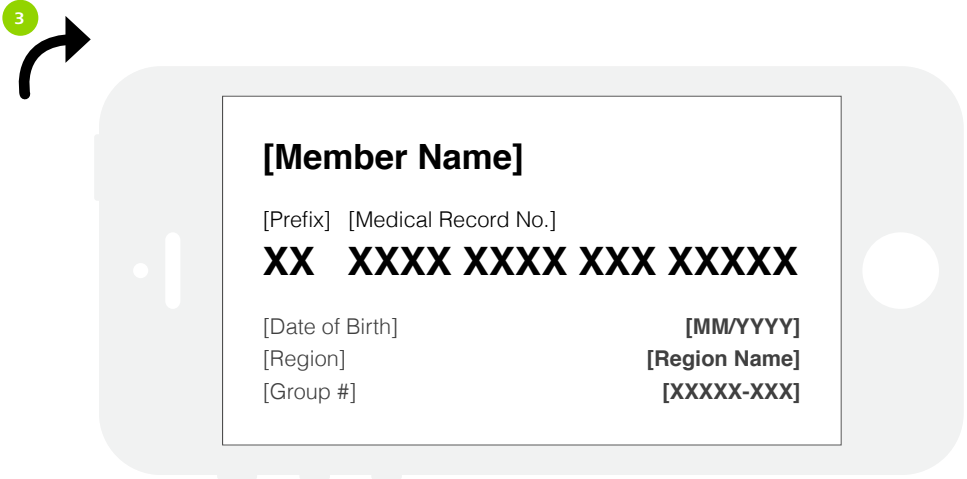 3
[Member Name]
[Prefix] [Medical Record No.]
XX XXXX XXXX XXX XXXXX
[Date of Birth] [MM/YYYY]
[Region] [Region Name]
[Group #] [XXXXX-XXX]